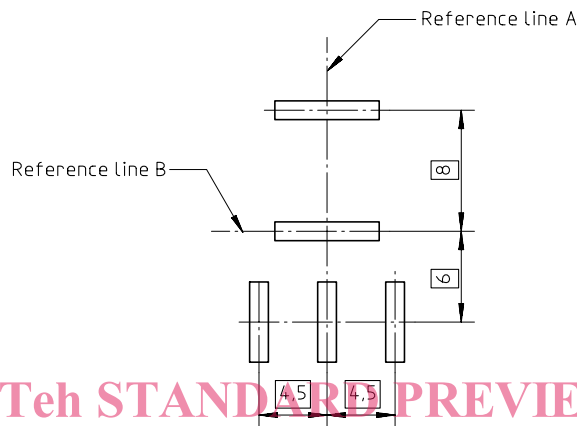 Reference line A
Reference line B
8
6
4,5 4,5
Teh STANDARD PREVIE